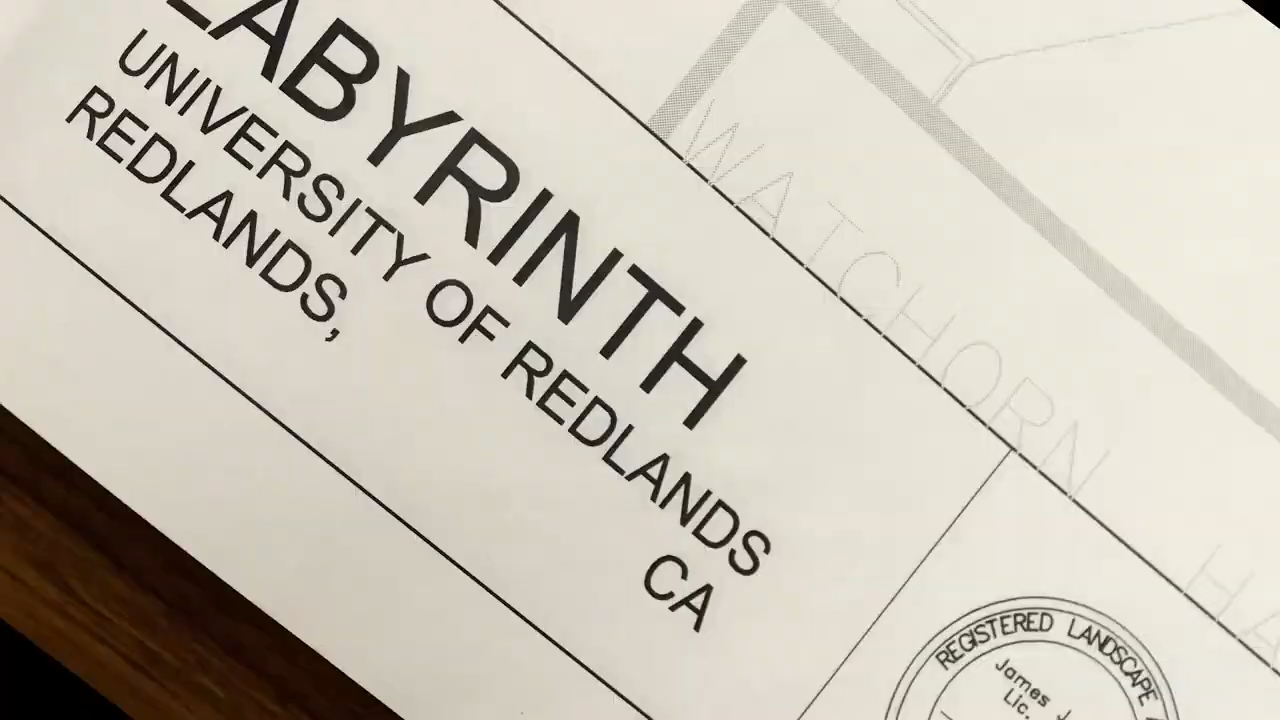 LABYRINTH
UNIVERSITY OF REDLANDS
REDLANDS, CA
WATCHORN
REGISTERED LANDSCAPE
James
Lic.